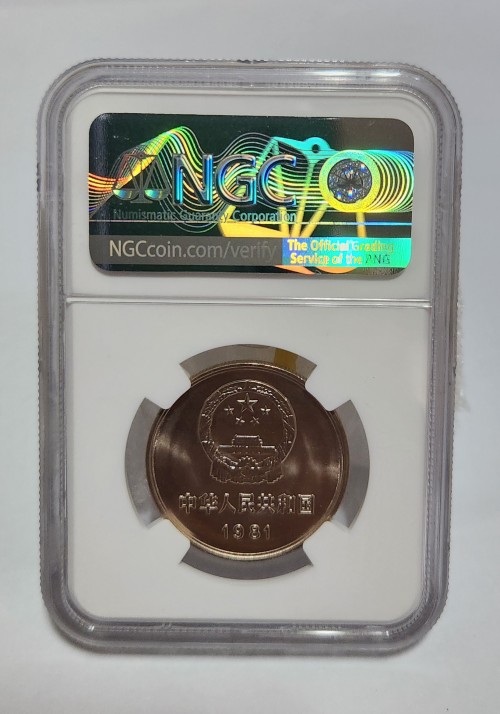 NGC
Numismatic Guaranty Corporation
NGCcoin.com/verify
The Official Grading
Service of the ANA
中华人民共和国
1981